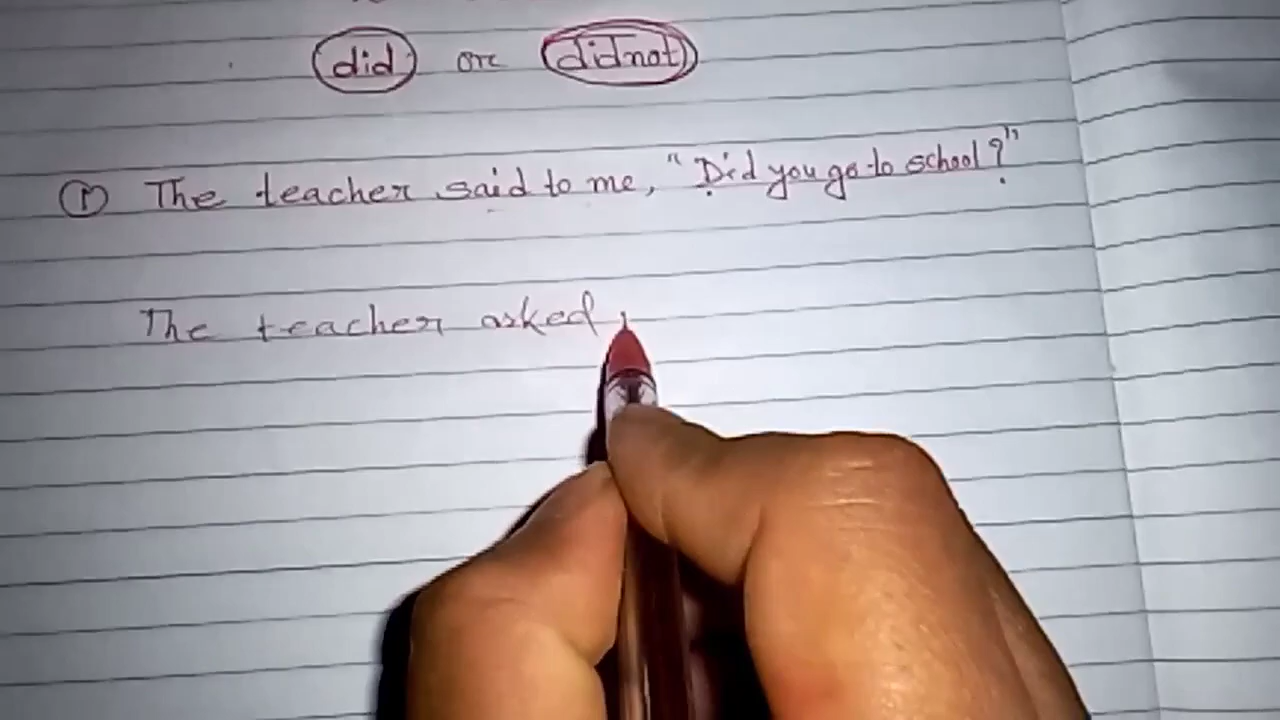 did or didnot
① The teacher said to me, "Did you go to school?"
The teacher asked